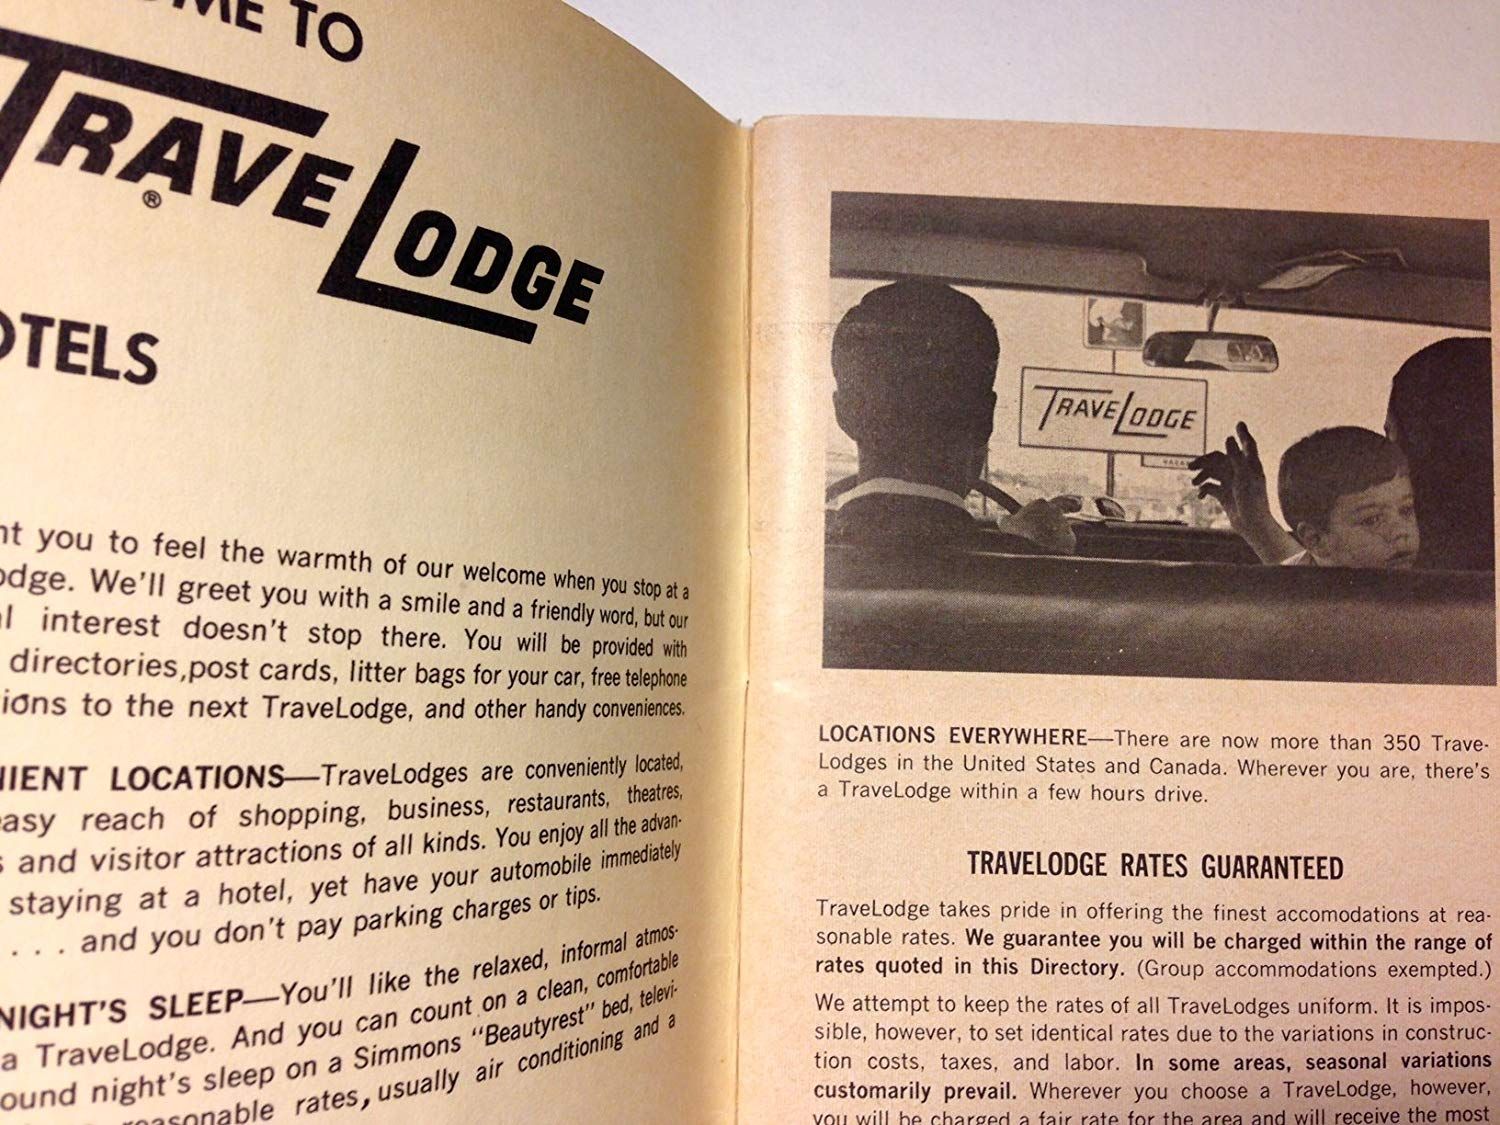 TO
TRAVELODGE
®
OTELS
nt you to feel the warmth of our welcome when you stop at a
odge. We'll greet you with a smile and a friendly word, but our
l interest doesn't stop there. You will be provided with
directories,post cards, litter bags for your car, free telephone
ions to the next TraveLodge, and other handy conveniences.
NIENT LOCATIONS—TraveLodges are conveniently located,
easy reach of shopping, business, restaurants, theatres,
s and visitor attractions of all kinds. You enjoy all the advan-
staying at a hotel, yet have your automobile immediately
. . . . and you don't pay parking charges or tips.
NIGHT'S SLEEP—You'll like the relaxed, informal atmos-
a TraveLodge. And you can count on a clean, comfortable
ound night's sleep on a Simmons "Beautyrest" bed, televi-
reasonable rates, usually air conditioning and a
TRAVELODGE
LOCATIONS EVERYWHERE—There are now more than 350 Trave-
Lodges in the United States and Canada. Wherever you are, there's
a TraveLodge within a few hours drive.
TRAVELODGE RATES GUARANTEED
TraveLodge takes pride in offering the finest accomodations at rea-
sonable rates. We guarantee you will be charged within the range of
rates quoted in this Directory. (Group accommodations exempted.)
We attempt to keep the rates of all TraveLodges uniform. It is impos-
sible, however, to set identical rates due to the variations in construc-
tion costs, taxes, and labor. In some areas, seasonal variations
customarily prevail. Wherever you choose a TraveLodge, however,
you will be charged a fair rate for the area and will receive the most